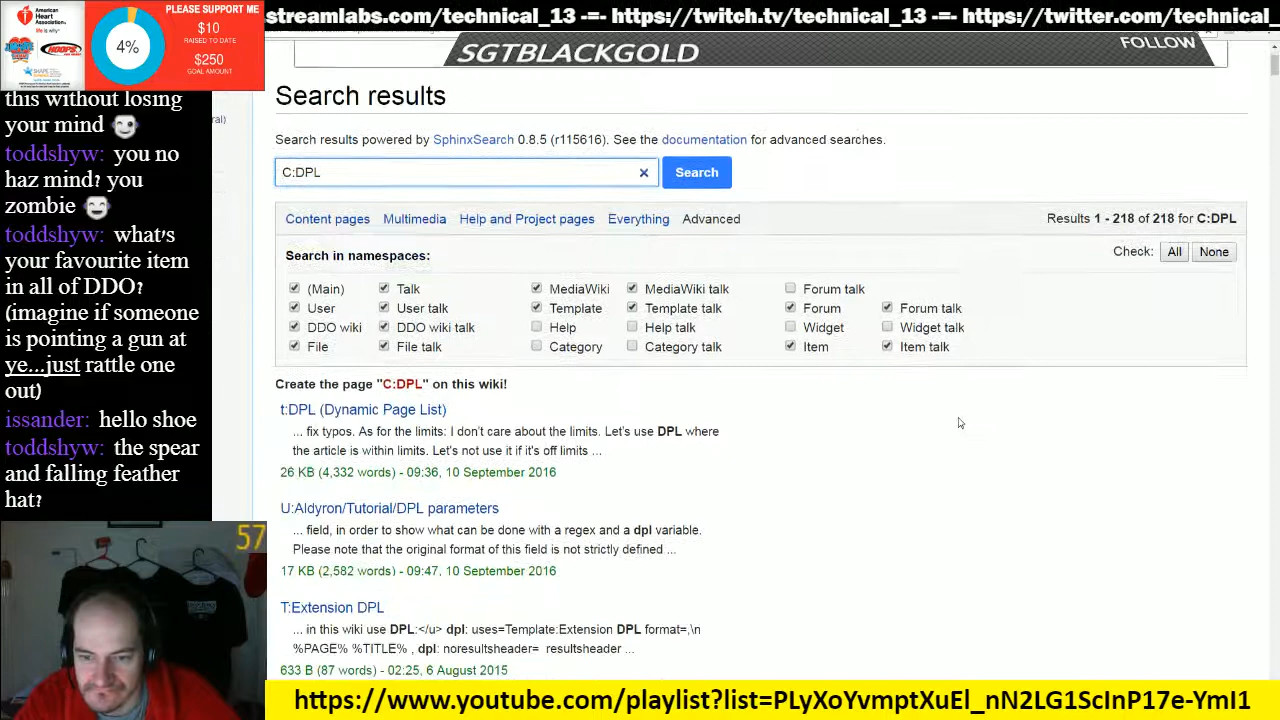 streamlabs.com/technical_13 -=- https://twitch.tv/technical_13 -=- https://twitter.com/technical_
American
Heart
Association
life is why
HOOPS
SHAPE
4%
PLEASE SUPPORT ME
$10
RAISED TO DATE
$250
GOAL AMOUNT
SGTBLACKGOLD
FOLLOW
this without losing
your mind
toddshyw: you no
haz mind? you
zombie
toddshyw: what's
your favourite item
in all of DDO?
(imagine if someone
is pointing a gun at
ye...just rattle one
out)
issander: hello shoe
toddshyw: the spear
and falling feather
hat?
57
ral)
Search results
Search results powered by SphinxSearch 0.8.5 (r115616). See the documentation for advanced searches.
C:DPL
×
Search
Content pages Multimedia Help and Project pages Everything Advanced
Results 1 - 218 of 218 for C:DPL
Search in namespaces:
Check: All None
(Main) Talk MediaWiki MediaWiki talk Forum talk
User User talk Template Template talk Forum Forum talk
DDO wiki DDO wiki talk Help Help talk Widget Widget talk
File File talk Category Category talk Item Item talk
Create the page "C:DPL" on this wiki!
t:DPL (Dynamic Page List)
... fix typos. As for the limits: I don't care about the limits. Let's use DPL where
the article is within limits. Let's not use it if it's off limits ...
26 KB (4,332 words) - 09:36, 10 September 2016
U:Aldyron/Tutorial/DPL parameters
... field, in order to show what can be done with a regex and a dpl variable.
Please note that the original format of this field is not strictly defined ...
17 KB (2,582 words) - 09:47, 10 September 2016
T:Extension DPL
... in this wiki use DPL:</u> dpl: uses=Template:Extension DPL format=,\n
%PAGE% %TITLE% , dpl: noresultsheader= resultsheader ...
633 B (87 words) - 02:25, 6 August 2015
https://www.youtube.com/playlist?list=PLyXoYvmptXuEl_nN2LG1ScInP17e-YmI1